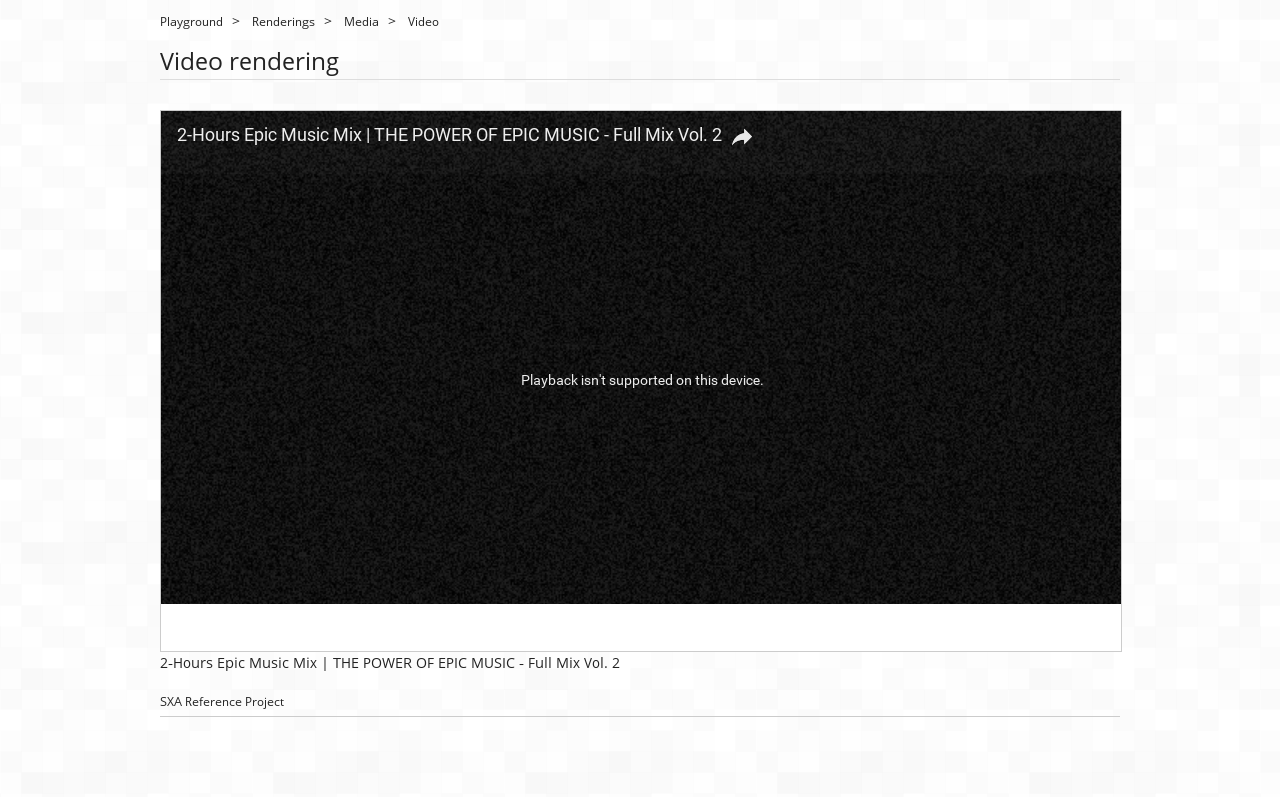 Playground > Renderings > Media > Video
Video rendering
2-Hours Epic Music Mix | THE POWER OF EPIC MUSIC - Full Mix Vol. 2
Playback isn't supported on this device.
2-Hours Epic Music Mix | THE POWER OF EPIC MUSIC - Full Mix Vol. 2
SXA Reference Project